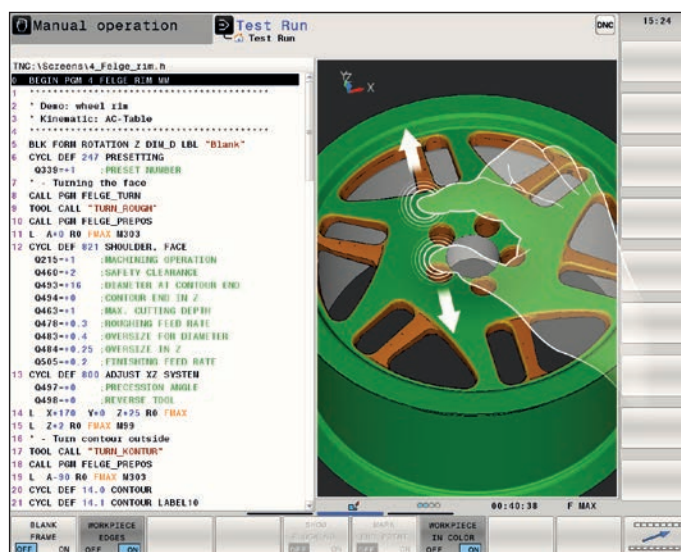 Manual operation
Test Run
Test Run
DNC
15:24
TNC:\Screens\4_Felge_rim.h
0 BEGIN PGM 4_FELGE_RIM MM
1 ****************************************
2 * Demo: wheel rim
3 * Kinematic: AC-Table
4 ****************************************
5 BLK FORM ROTATION Z DIM_D LBL "Blank"
6 CYCL DEF 247 PRESETTING
Q339=+1 ;PRESET NUMBER
7 * - Turning the face
8 CALL PGM FELGE_TURN
9 TOOL CALL "TURN_ROUGH"
10 CALL PGM FELGE_PREPOS
11 L A+0 R0 FMAX M303
12 CYCL DEF 821 SHOULDER, FACE
Q215=+1 ;MACHINING OPERATION
Q460=+2 ;SAFETY CLEARANCE
Q493=+16 ;DIAMETER AT CONTOUR END
Q494=+0 ;CONTOUR END IN Z
Q463=+1 ;MAX. CUTTING DEPTH
Q478=+0.3 ;ROUGHING FEED RATE
Q483=+0.4 ;OVERSIZE FOR DIAMETER
Q484=+0.25 ;OVERSIZE IN Z
Q505=+0.2 ;FINISHING FEED RATE
13 CYCL DEF 800 ADJUST XZ SYSTEM
Q497=+0 ;PRECESSION ANGLE
Q498=+0 ;REVERSE TOOL
14 L X+170 Y+0 Z+25 R0 FMAX
15 L Z+2 R0 FMAX M99
16 * - Turn contour outside
17 TOOL CALL "TURN_KONTUR"
18 CALL PGM FELGE_PREPOS
19 L A-90 R0 FMAX M303
20 CYCL DEF 14.0 CONTOUR
21 CYCL DEF 14.1 CONTOUR LABEL10
Z
X
00:40:38 F MAX
BLANK
FRAME
OFF ON
WORKPIECE
EDGES
OFF ON
WORKPIECE
IN COLOR
OFF ON